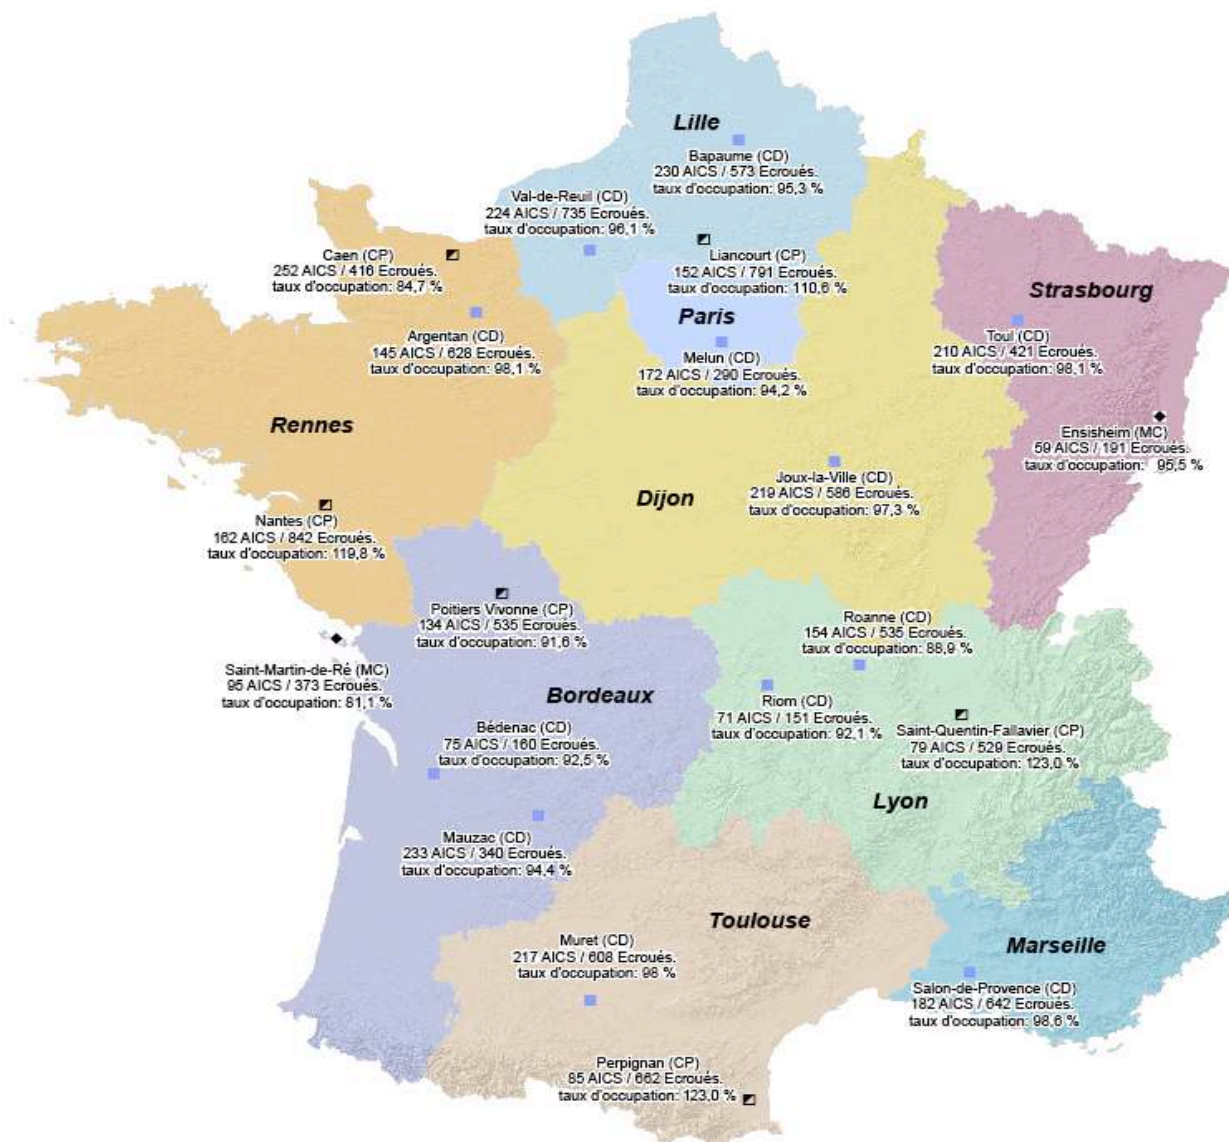 Lille
Bapaume (CD)
230 AICS / 573 Ecroués.
taux d'occupation: 95,3 %
Val-de-Reuil (CD)
224 AICS / 735 Ecroués.
taux d'occupation: 96,1 %
Caen (CP)
252 AICS / 416 Ecroués.
taux d'occupation: 84,7 %
Liancourt (CP)
152 AICS / 791 Ecroués.
taux d'occupation: 110,6 %
Strasbourg
Paris
Argentan (CD)
145 AICS / 628 Ecroués.
taux d'occupation: 98,1 %
Melun (CD)
172 AICS / 290 Ecroués.
taux d'occupation: 94,2 %
Toul (CD)
210 AICS / 421 Ecroués.
taux d'occupation: 98,1 %
Rennes
Ensisheim (MC)
59 AICS / 191 Ecroués.
taux d'occupation: 95,5 %
Joux-la-Ville (CD)
219 AICS / 586 Ecroués.
taux d'occupation: 97,3 %
Dijon
Nantes (CP)
162 AICS / 842 Ecroués.
taux d'occupation: 119,8 %
Poitiers Vivonne (CP)
134 AICS / 535 Ecroués.
taux d'occupation: 91,6 %
Roanne (CD)
154 AICS / 535 Ecroués.
taux d'occupation: 88,9 %
Saint-Martin-de-Ré (MC)
95 AICS / 373 Ecroués.
taux d'occupation: 81,1 %
Bordeaux
Riom (CD)
71 AICS / 151 Ecroués.
taux d'occupation: 92,1 %
Saint-Quentin-Fallavier (CP)
79 AICS / 529 Ecroués.
taux d'occupation: 123,0 %
Bédenac (CD)
75 AICS / 160 Ecroués.
taux d'occupation: 92,5 %
Lyon
Mauzac (CD)
233 AICS / 340 Ecroués.
taux d'occupation: 94,4 %
Toulouse
Muret (CD)
217 AICS / 608 Ecroués.
taux d'occupation: 98 %
Marseille
Salon-de-Provence (CD)
182 AICS / 642 Ecroués.
taux d'occupation: 98,6 %
Perpignan (CP)
85 AICS / 662 Ecroués.
taux d'occupation: 123,0 %